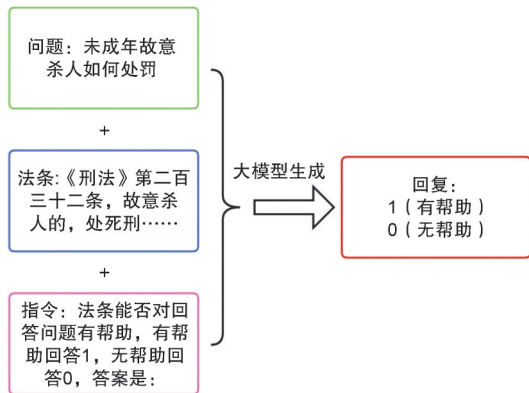 问题：未成年故意
杀人如何处罚
+
法条:《刑法》第二百
三十二条，故意杀
人的，处死刑……
+
指令：法条能否对回
答问题有帮助，有帮
助回答1，无帮助回
答0，答案是：
大模型生成
回复：
1（有帮助）
0（无帮助）